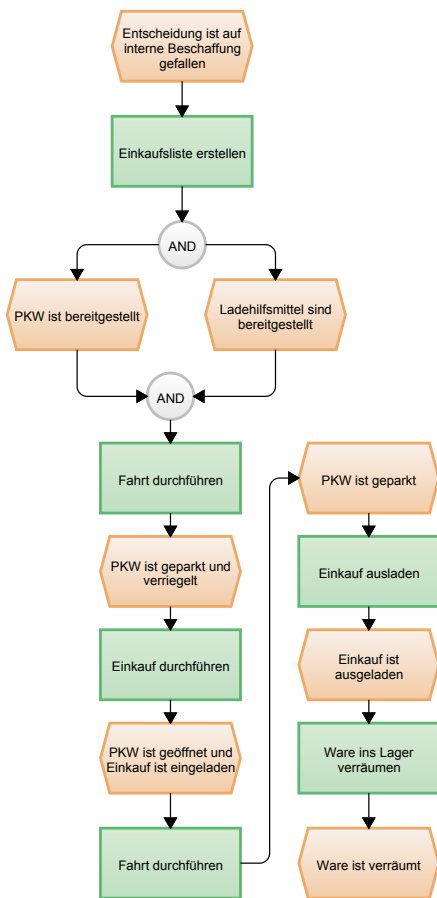 Entscheidung ist auf
interne Beschaffung
gefallen
Einkaufsliste erstellen
AND
PKW ist bereitgestellt
Ladehilfsmittel sind
bereitgestellt
AND
Fahrt durchführen
PKW ist geparkt und
verriegelt
Einkauf durchführen
PKW ist geöffnet und
Einkauf ist eingeladen
Fahrt durchführen
PKW ist geparkt
Einkauf ausladen
Einkauf ist
ausgeladen
Ware ins Lager
verräumen
Ware ist verräumt